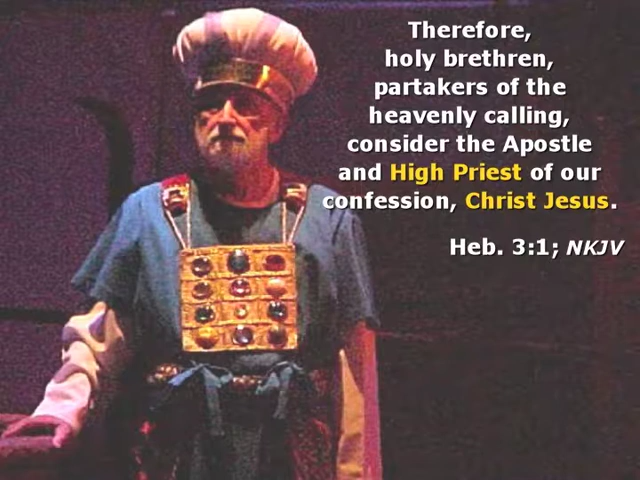 Therefore,
holy brethren,
partakers of the
heavenly calling,
consider the Apostle
and High Priest of our
confession, Christ Jesus.
Heb. 3:1; NKJV